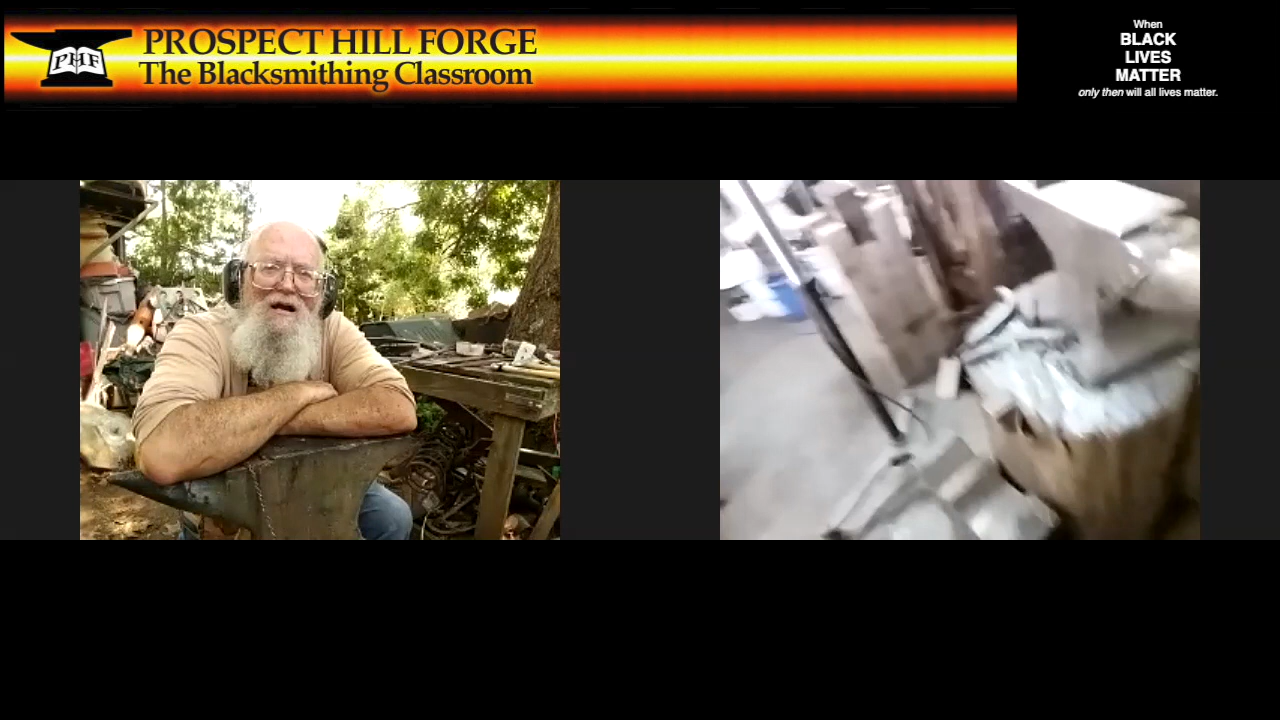 PHF
PROSPECT HILL FORGE
The Blacksmithing Classroom
When
BLACK
LIVES
MATTER
only then will all lives matter.